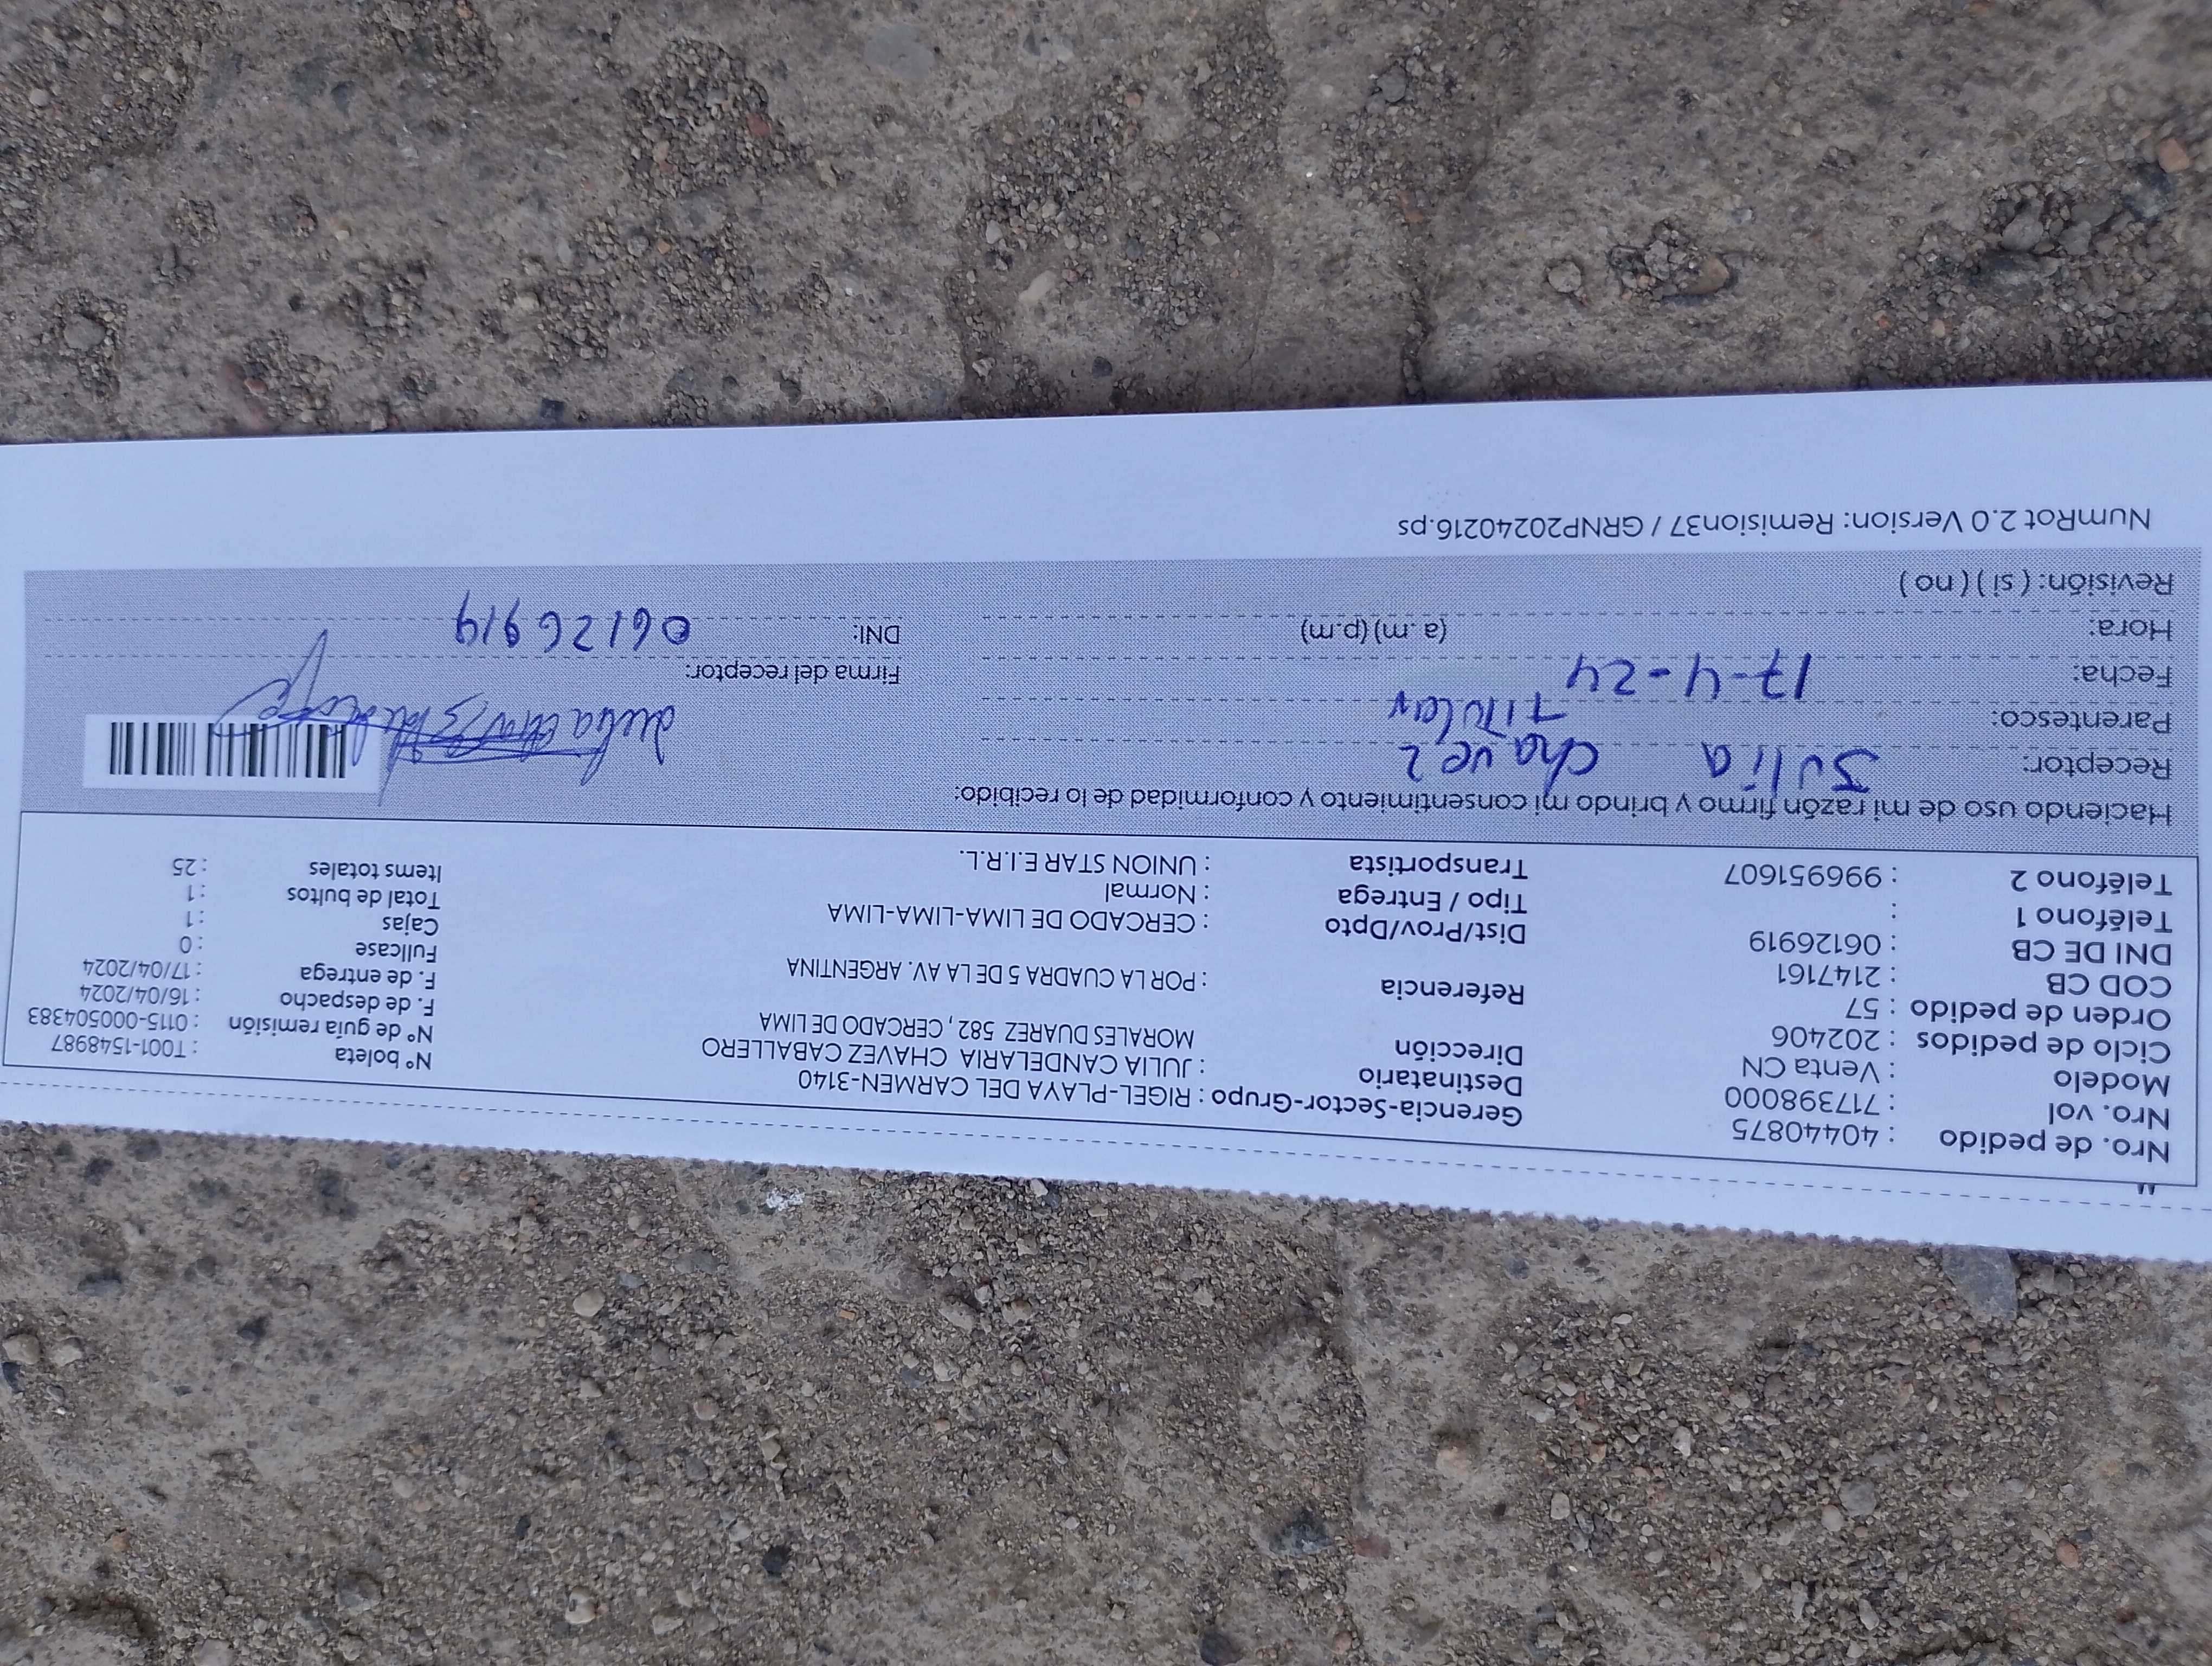 "
Nro. de pedido : 40440875
Nro. vol : 717398000
Modelo : Venta CN
Ciclo de pedidos : 202406
Orden de pedido : 57
COD CB : 2147161
DNI DE CB : 06126919
Teléfono 1 :
Teléfono 2 : 996951607
Gerencia-Sector-Grupo : RIGEL-PLAYA DEL CARMEN-3140
Destinatario : JULIA CANDELARIA CHAVEZ CABALLERO
Dirección MORALES DUAREZ 582 , CERCADO DE LIMA
Referencia : POR LA CUADRA 5 DE LA AV. ARGENTINA
Dist/Prov/Dpto : CERCADO DE LIMA-LIMA-LIMA
Tipo / Entrega : Normal
Transportista : UNION STAR E.I.R.L.
N° boleta : T001-1548987
N° de guía remisión : 0115-000504383
F. de despacho : 16/04/2024
F. de entrega : 17/04/2024
Fullcase : 0
Cajas : 1
Total de bultos : 1
Items totales : 25
Haciendo uso de mi razón firmo y brindo mi consentimiento y conformidad de lo recibido:
Receptor: Julia Chavez
Parentesco: Titular
Fecha: 17-4-24
Hora: (a.m) (p.m)
Revisión: ( si ) ( no )
Firma del receptor:
DNI: 06126919
NumRot 2.0 Version: Remision37 / GRNP20240216.ps